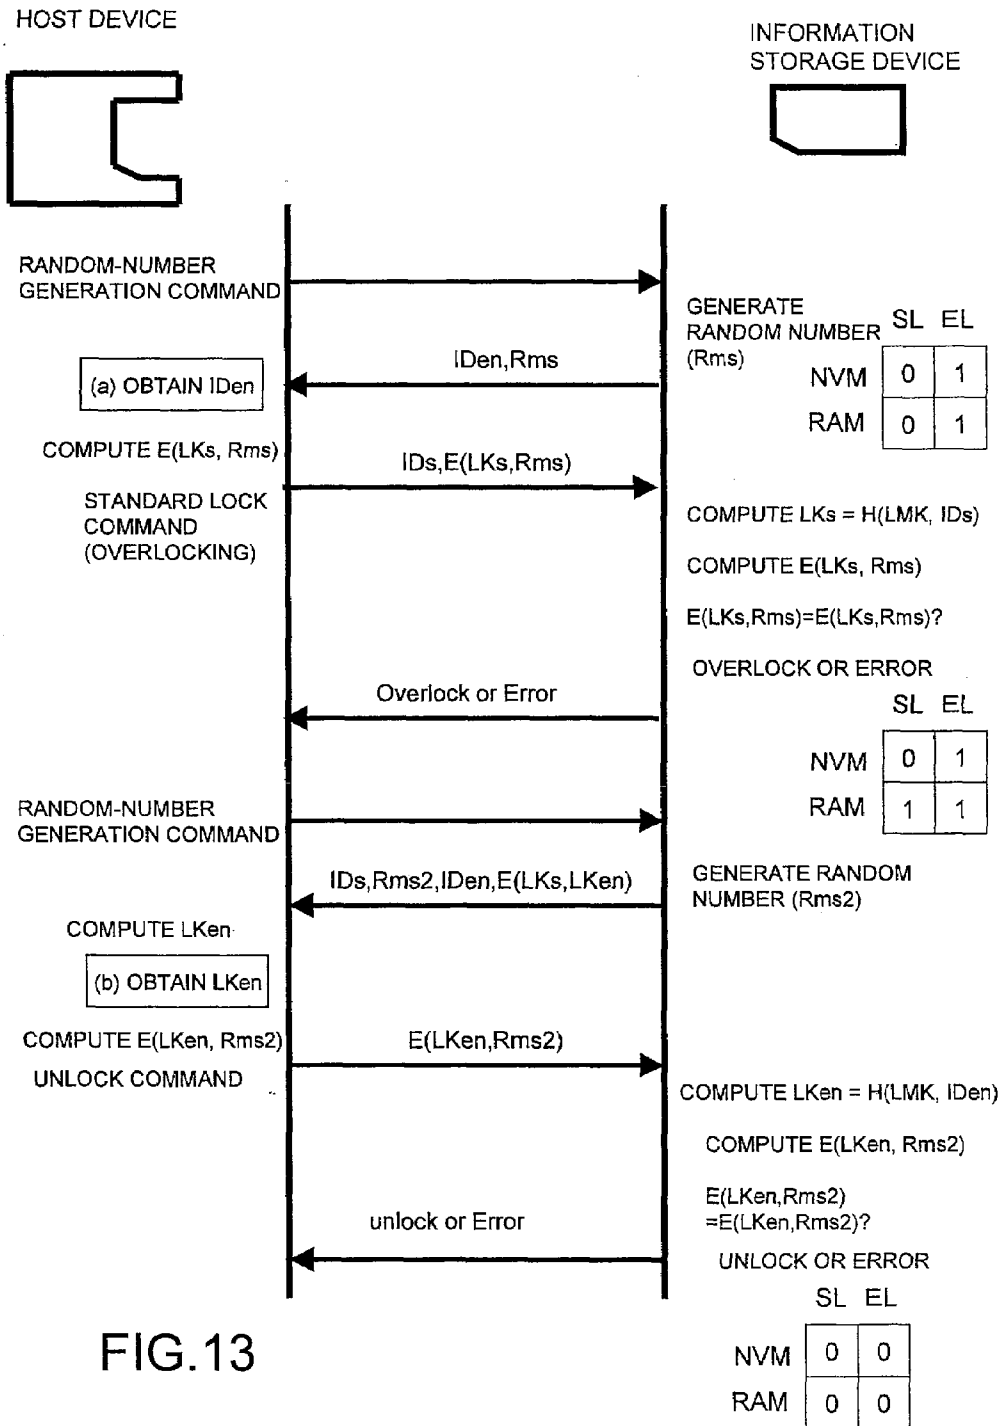 HOST DEVICE
INFORMATION
STORAGE DEVICE
RANDOM-NUMBER
GENERATION COMMAND
GENERATE
RANDOM NUMBER
(Rms)
SL EL
NVM 0 1
RAM 0 1
IDen,Rms
(a) OBTAIN IDen
COMPUTE E(LKs, Rms)
IDs,E(LKs,Rms)
STANDARD LOCK
COMMAND
(OVERLOCKING)
COMPUTE LKs = H(LMK, IDs)
COMPUTE E(LKs, Rms)
E(LKs,Rms)=E(LKs,Rms)?
OVERLOCK OR ERROR
Overlock or Error
SL EL
NVM 0 1
RAM 1 1
RANDOM-NUMBER
GENERATION COMMAND
GENERATE RANDOM
NUMBER (Rms2)
IDs,Rms2,IDen,E(LKs,LKen)
COMPUTE LKen
(b) OBTAIN LKen
COMPUTE E(LKen, Rms2)
UNLOCK COMMAND
E(LKen,Rms2)
COMPUTE LKen = H(LMK, IDen)
COMPUTE E(LKen, Rms2)
E(LKen,Rms2)
=E(LKen,Rms2)?
unlock or Error
UNLOCK OR ERROR
SL EL
NVM 0 0
RAM 0 0
FIG.13